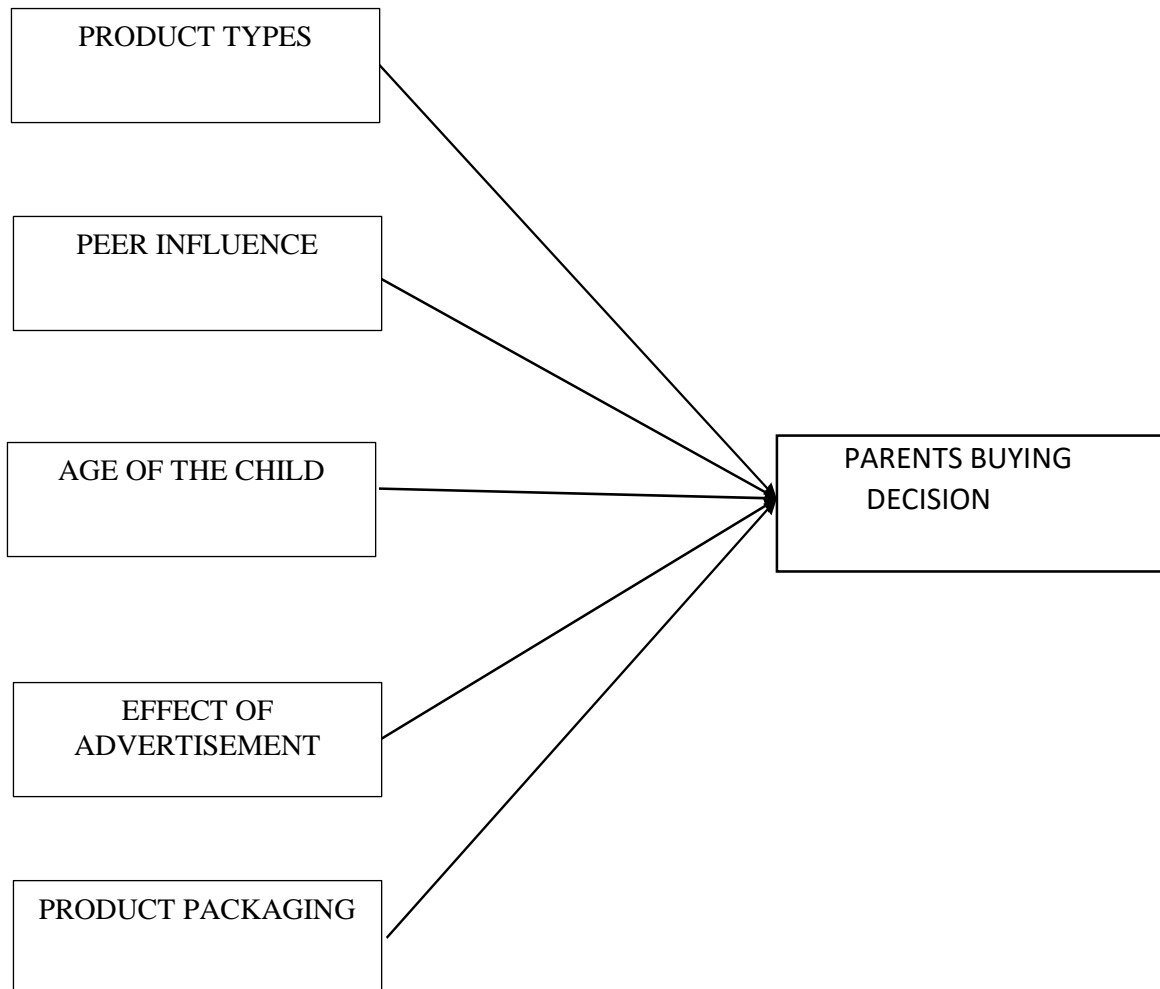 PRODUCT TYPES
PEER INFLUENCE
AGE OF THE CHILD
PARENTS BUYING
DECISION
EFFECT OF
ADVERTISEMENT
PRODUCT PACKAGING